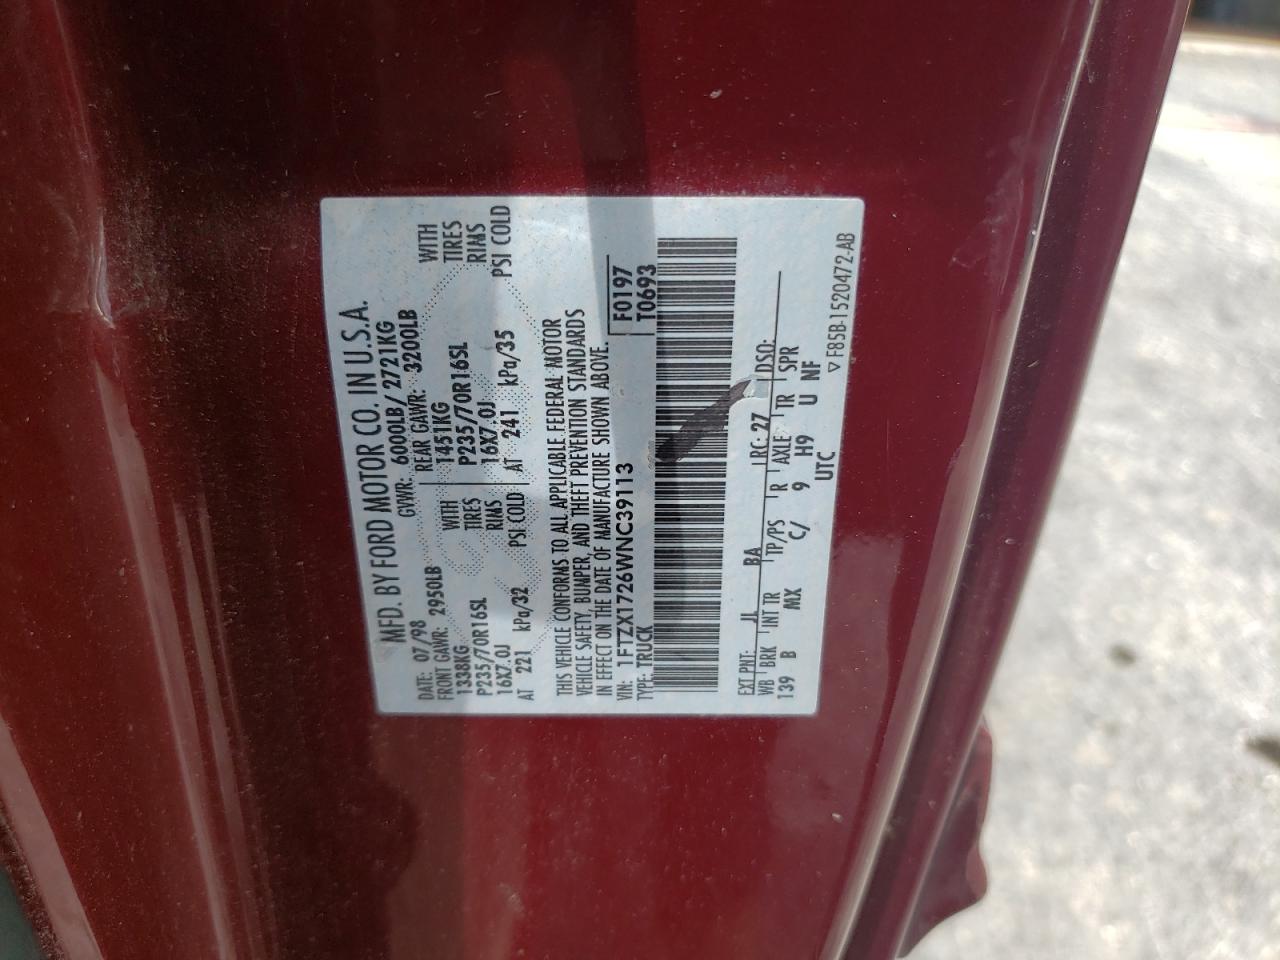 MFD. BY FORD MOTOR CO. IN U.S.A.
DATE: 07/98 GVWR: 6000LB/ 2721KG
FRONT GAWR: 2950LB REAR GAWR: 3200LB
1338KG WITH 1451KG WITH
P235/70R16SL TIRES P235/70R16SL TIRES
16X7.0J RIMS 16X7.0J RIMS
AT 221 kPa/32 PSI COLD AT 241 kPa/35 PSI COLD
THIS VEHICLE CONFORMS TO ALL APPLICABLE FEDERAL MOTOR
VEHICLE SAFETY, BUMPER, AND THEFT PREVENTION STANDARDS
IN EFFECT ON THE DATE OF MANUFACTURE SHOWN ABOVE.
VIN: 1FTZX1726WNC39113 F0197
TYPE: TRUCK T0693
EXT PNT: JL BA RC: 27 DSO:
WB BRK INT TR TP/PS R AXLE TR SPR
139 B MX C/ 9 H9 U NF
UTC
▽ F85B-1520472-AB